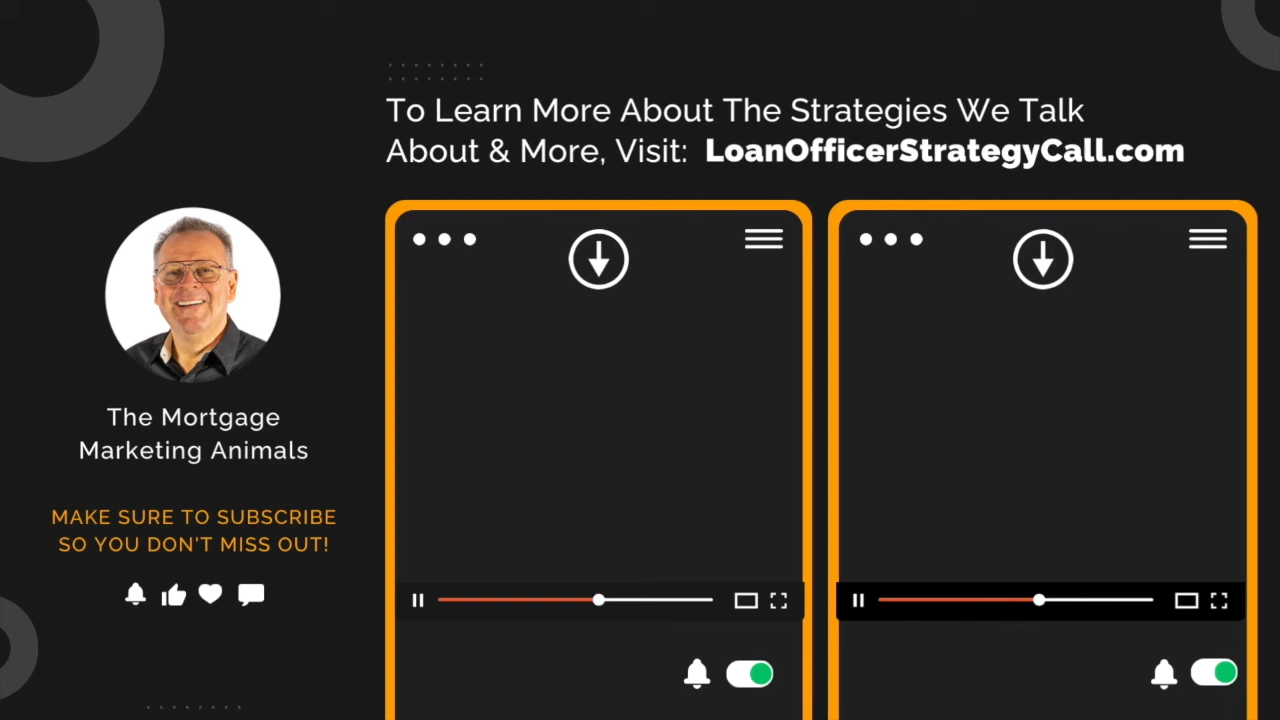 To Learn More About The Strategies We Talk
About & More, Visit: LoanOfficerStrategyCall.com
The Mortgage
Marketing Animals
MAKE SURE TO SUBSCRIBE
SO YOU DON'T MISS OUT!